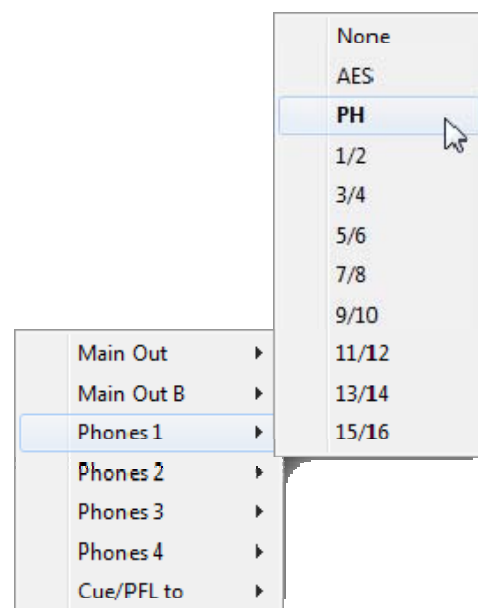 None
AES
PH
1/2
3/4
5/6
7/8
9/10
11/12
13/14
15/16
Main Out
Main Out B
Phones 1
Phones 2
Phones 3
Phones 4
Cue/PFL to